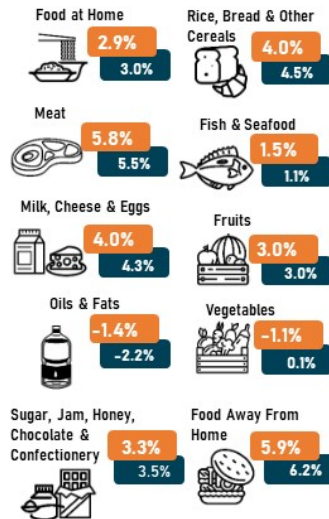 Food at Home
2.9%
3.0%
Rice, Bread & Other
Cereals
4.0%
4.5%
Meat
5.8%
5.5%
Fish & Seafood
1.5%
1.1%
Milk, Cheese & Eggs
4.0%
4.3%
Fruits
3.0%
3.0%
Oils & Fats
-1.4%
-2.2%
Vegetables
-1.1%
0.1%
Sugar, Jam, Honey,
Chocolate &
Confectionery
3.3%
3.5%
Food Away From
Home
5.9%
6.2%